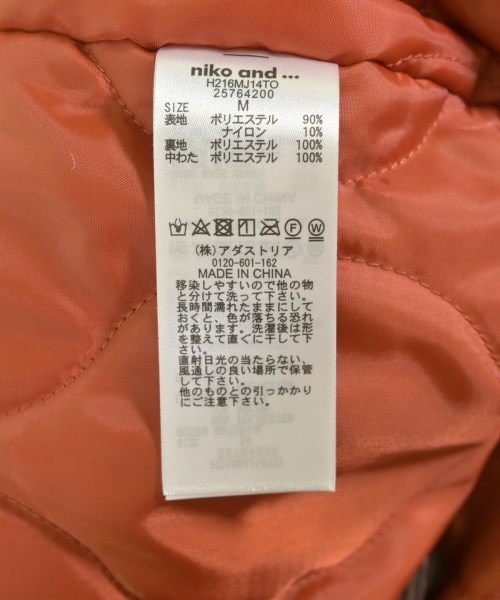 niko and ...
H216MJ14TO
25764200
SIZE M
表地 ポリエステル 90%
ナイロン 10%
裏地 ポリエステル 100%
中わた ポリエステル 100%
F W
(株)アダストリア
0120-601-162
MADE IN CHINA
移染しやすいので他の物
と分けて洗って下さい。
長時間濡れたままにして
おくと、色が落ちる恐れ
があります。洗濯後は形
を整えて直ぐに干して下
さい。
直射日光の当たらない、
風通しの良い場所で保管
して下さい。
他のものとの引っかかり
にご注意下さい。